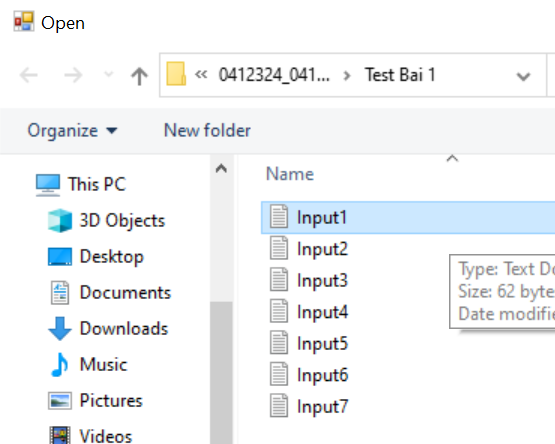 Open
« 0412324_041... > Test Bai 1
Organize
New folder
This PC
3D Objects
Desktop
Documents
Downloads
Music
Pictures
Videos
Name
Input1
Input2
Input3
Input4
Input5
Input6
Input7
Type: Text Do
Size: 62 byte
Date modifie